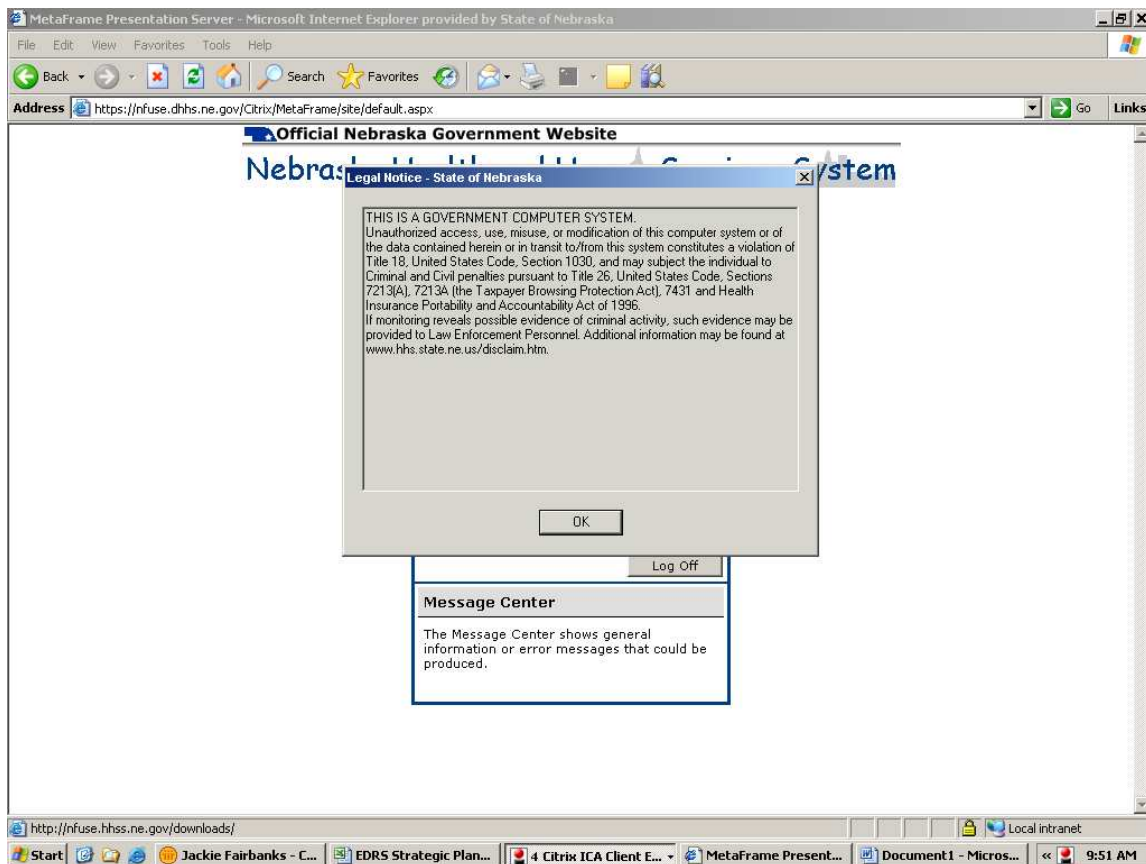 MetaFrame Presentation Server - Microsoft Internet Explorer provided by State of Nebraska
File Edit View Favorites Tools Help
Back Search Favorites
Address https://nfuse.dhhs.ne.gov/Citrix/MetaFrame/site/default.aspx Go Links
Official Nebraska Government Website
Legal Notice - State of Nebraska
THIS IS A GOVERNMENT COMPUTER SYSTEM.
Unauthorized access, use, misuse, or modification of this computer system or of
the data contained herein or in transit to/from this system constitutes a violation of
Title 18, United States Code, Section 1030, and may subject the individual to
Criminal and Civil penalties pursuant to Title 26, United States Code, Sections
7213(A), 7213A (the Taxpayer Browsing Protection Act), 7431 and Health
Insurance Portability and Accountability Act of 1996.
If monitoring reveals possible evidence of criminal activity, such evidence may be
provided to Law Enforcement Personnel. Additional information may be found at
www.hhs.state.ne.us/disclaim.htm.
OK
Log Off
Message Center
The Message Center shows general
information or error messages that could be
produced.
http://nfuse.hhss.ne.gov/downloads/ Local intranet
Start Jackie Fairbanks - C... EDRS Strategic Plan... 4 Citrix ICA Client E... MetaFrame Present... Document1 - Micros... « 9:51 AM